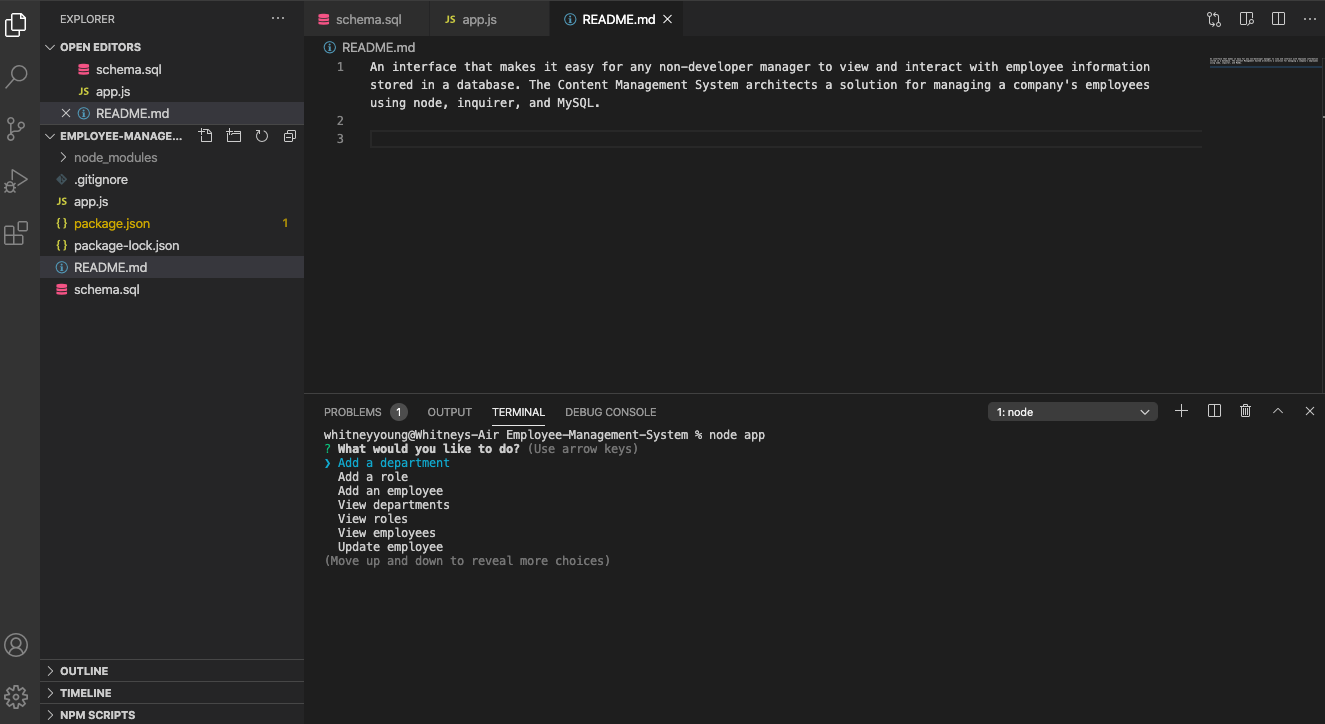 EXPLORER
OPEN EDITORS
schema.sql
JS app.js
README.md
EMPLOYEE-MANAGE...
node_modules
.gitignore
JS app.js
{} package.json 1
{} package-lock.json
README.md
schema.sql
OUTLINE
TIMELINE
NPM SCRIPTS
schema.sql JS app.js README.md
README.md
1 An interface that makes it easy for any non-developer manager to view and interact with employee information
stored in a database. The Content Management System architects a solution for managing a company's employees
using node, inquirer, and MySQL.
2
3
PROBLEMS 1 OUTPUT TERMINAL DEBUG CONSOLE 1: node
whitneyyoung@Whitneys-Air Employee-Management-System % node app
? What would you like to do? (Use arrow keys)
❯ Add a department
Add a role
Add an employee
View departments
View roles
View employees
Update employee
(Move up and down to reveal more choices)